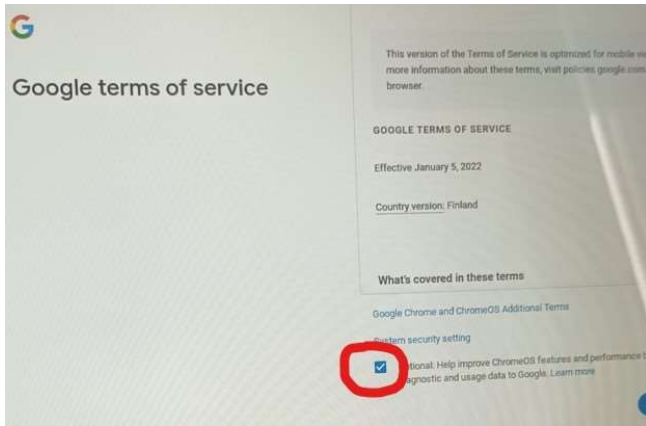 Google terms of service
This version of the Terms of Service is optimized for mobile
more information about these terms, visit policies.google.com
browser.
GOOGLE TERMS OF SERVICE
Effective January 5, 2022
Country version: Finland
What's covered in these terms
Google Chrome and ChromeOS Additional Terms
System security setting
tional: Help improve ChromeOS features and performance
agnostic and usage data to Google. Learn more